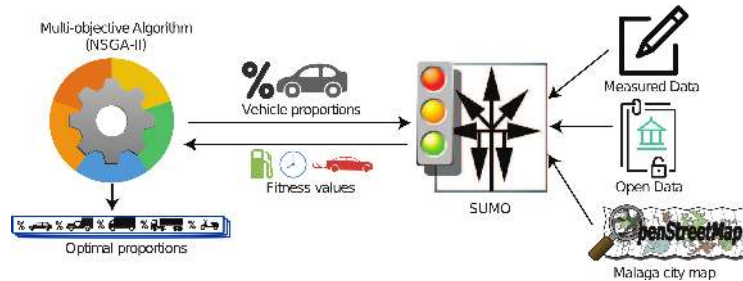 Multi-objective Algorithm
(NSGA-II)
%
Vehicle proportions
Fitness values
% % % % %
Optimal proportions
SUMO
Measured Data
Open Data
OpenStreetMap
Malaga city map